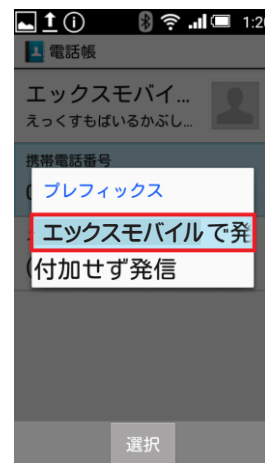 1:20
電話帳
エックスモバイ...
えっくすもばいるかぶし...
携帯電話番号
プレフィックス
エックスモバイル で発
付加せず発信
選択